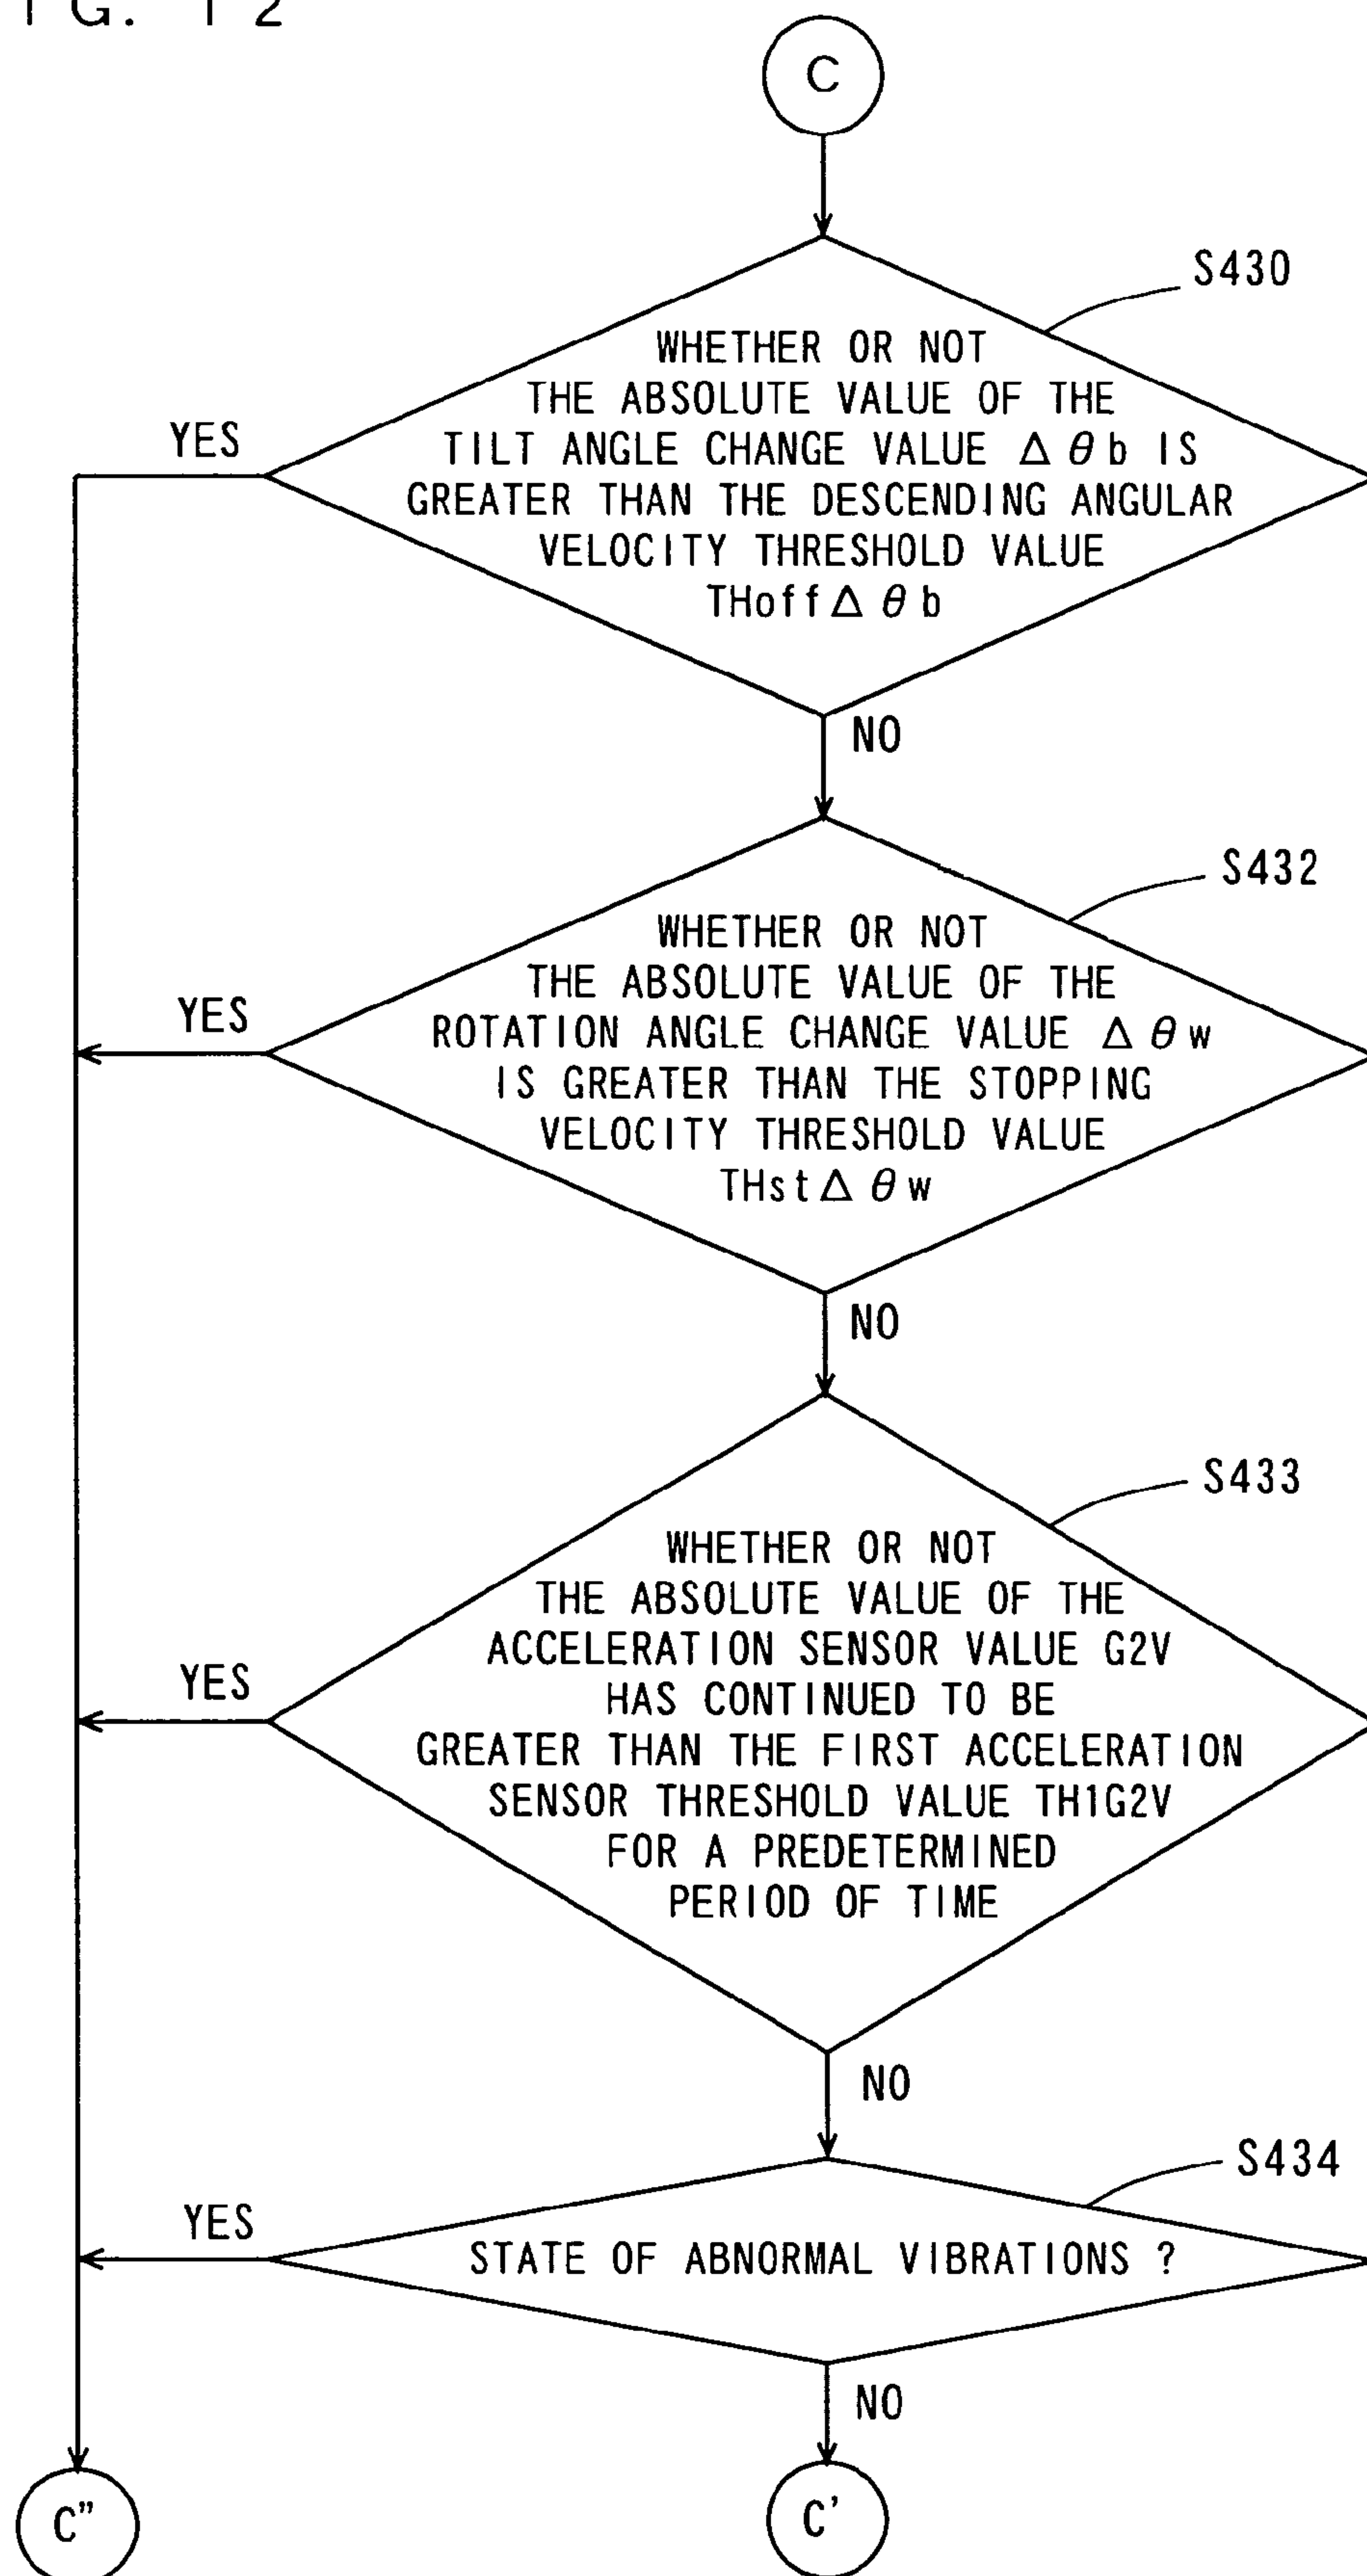 IG. 12
C
S430
WHETHER OR NOT
THE ABSOLUTE VALUE OF THE
TILT ANGLE CHANGE VALUE Δθb IS
GREATER THAN THE DESCENDING ANGULAR
VELOCITY THRESHOLD VALUE
THoffΔθb
YES
NO
S432
WHETHER OR NOT
THE ABSOLUTE VALUE OF THE
ROTATION ANGLE CHANGE VALUE Δθw
IS GREATER THAN THE STOPPING
VELOCITY THRESHOLD VALUE
THstΔθw
YES
NO
S433
WHETHER OR NOT
THE ABSOLUTE VALUE OF THE
ACCELERATION SENSOR VALUE G2V
HAS CONTINUED TO BE
GREATER THAN THE FIRST ACCELERATION
SENSOR THRESHOLD VALUE TH1G2V
FOR A PREDETERMINED
PERIOD OF TIME
YES
NO
S434
STATE OF ABNORMAL VIBRATIONS ?
YES
NO
C”
C’